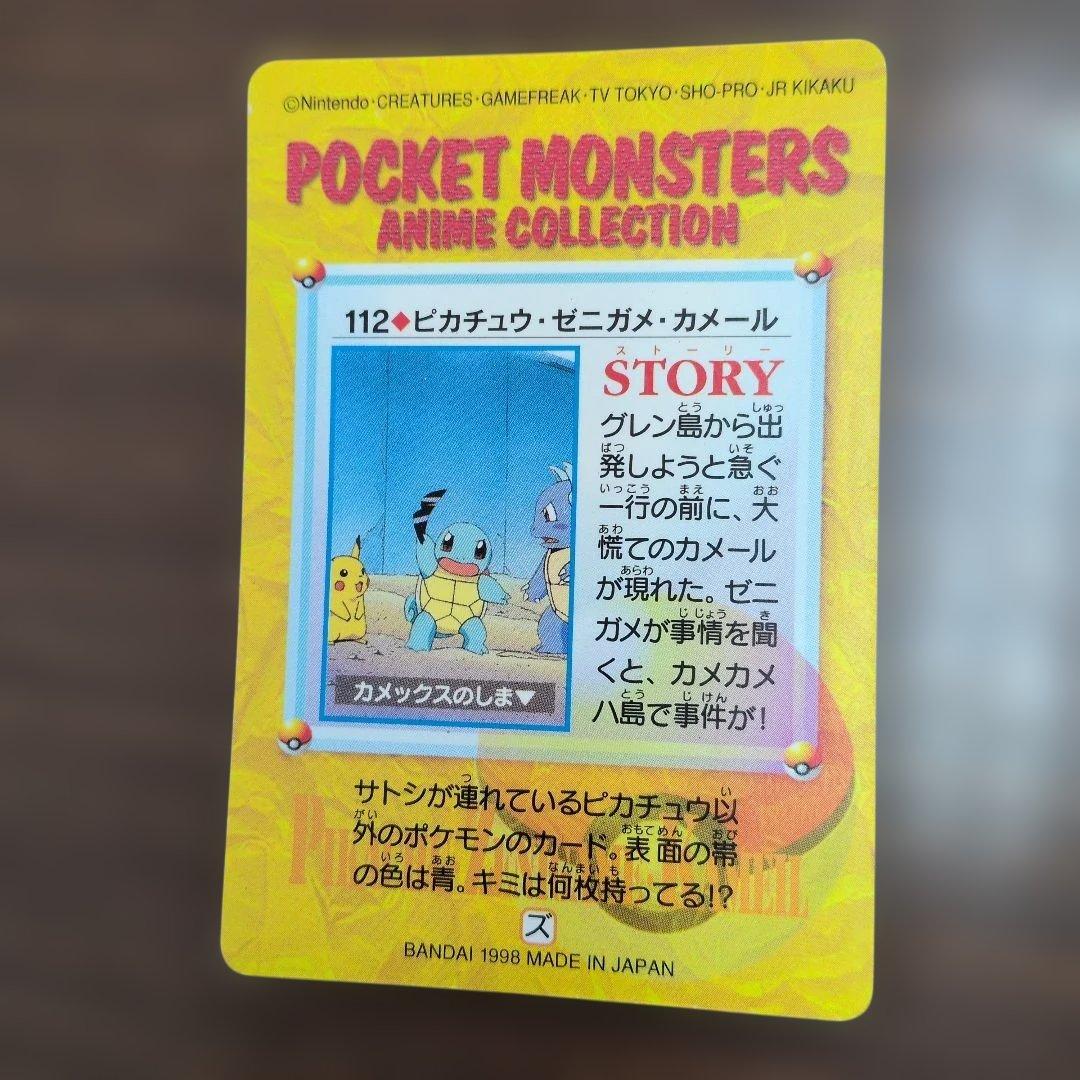 ©Nintendo・CREATURES・GAMEFREAK・TV TOKYO・SHO-PRO・JR KIKAKU
POCKET MONSTERS
ANIME COLLECTION
112◆ピカチュウ・ゼニガメ・カメール
ストーリー
STORY
グレン島から出
発しようと急ぐ
一行の前に、大
慌てのカメール
が現れた。ゼニ
ガメが事情を聞
くと、カメカメ
八島で事件が!
カメックスのしま▼
サトシが連れているピカチュウ以
外のポケモンのカード。表面の帯
の色は青。キミは何枚持ってる!?
ズ
BANDAI 1998 MADE IN JAPAN